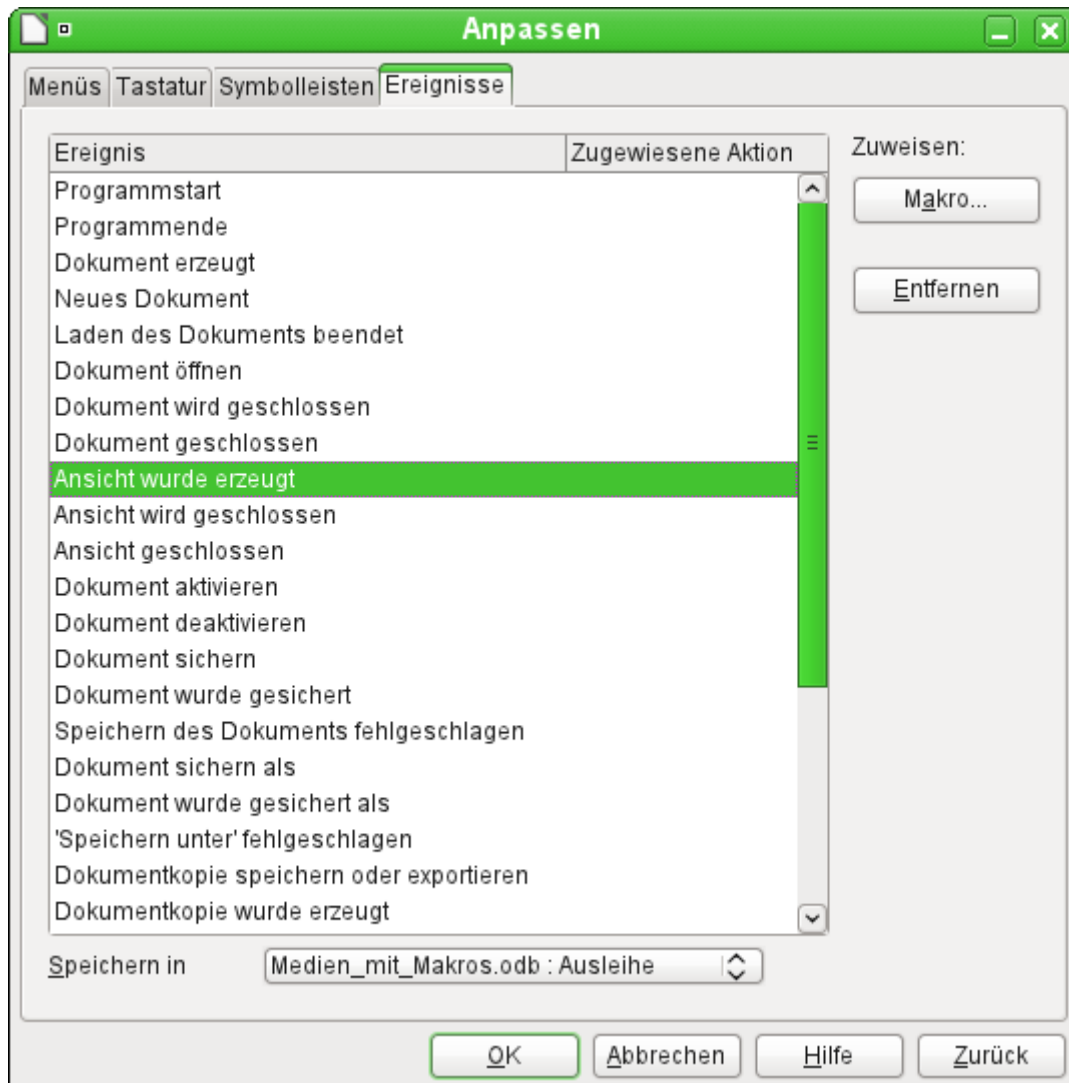 Anpassen
Menüs Tastatur Symbolleisten Ereignisse
Ereignis Zugewiesene Aktion
Zuweisen:
Programmstart
Makro...
Programmende
Dokument erzeugt
Neues Dokument
Entfernen
Laden des Dokuments beendet
Dokument öffnen
Dokument wird geschlossen
Dokument geschlossen
Ansicht wurde erzeugt
Ansicht wird geschlossen
Ansicht geschlossen
Dokument aktivieren
Dokument deaktivieren
Dokument sichern
Dokument wurde gesichert
Speichern des Dokuments fehlgeschlagen
Dokument sichern als
Dokument wurde gesichert als
'Speichern unter' fehlgeschlagen
Dokumentkopie speichern oder exportieren
Dokumentkopie wurde erzeugt
Speichern in Medien_mit_Makros.odb : Ausleihe
OK Abbrechen Hilfe Zurück